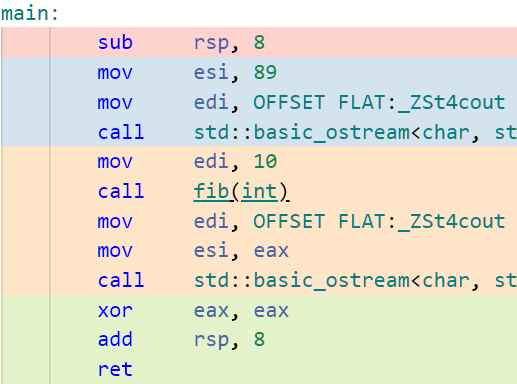 main:
sub rsp, 8
mov esi, 89
mov edi, OFFSET FLAT:_ZSt4cout
call std::basic_ostream<char, st
mov edi, 10
call fib(int)
mov edi, OFFSET FLAT:_ZSt4cout
mov esi, eax
call std::basic_ostream<char, st
xor eax, eax
add rsp, 8
ret